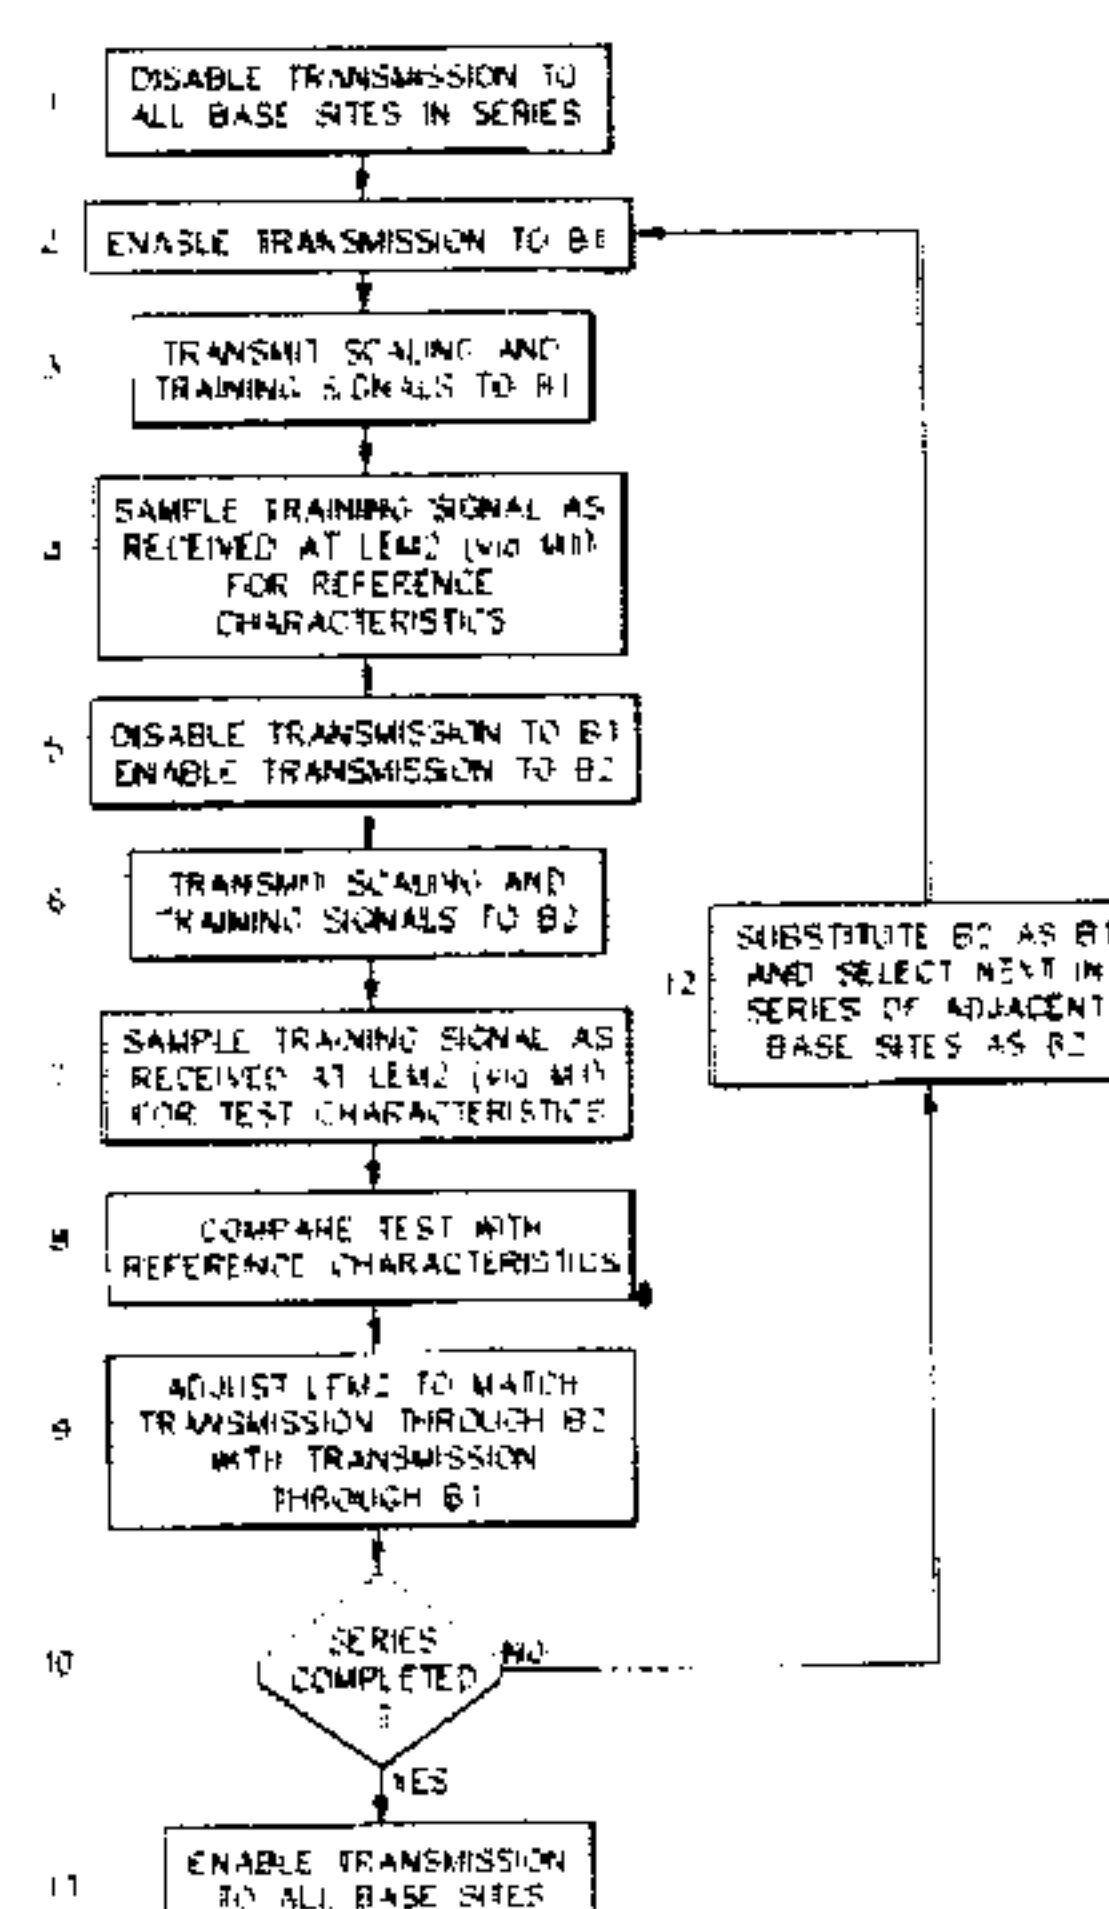 1
DISABLE TRANSMISSION TO
ALL BASE SITES IN SERIES
2
ENABLE TRANSMISSION TO B1
3
TRANSMIT SCALING AND
TRAINING SIGNALS TO B1
4
SAMPLE TRAINING SIGNAL AS
RECEIVED AT LEM2 (via M1)
FOR REFERENCE
CHARACTERISTICS
5
DISABLE TRANSMISSION TO B1
ENABLE TRANSMISSION TO B2
6
TRANSMIT SCALING AND
TRAINING SIGNALS TO B2
7
SAMPLE TRAINING SIGNAL AS
RECEIVED AT LEM2 (via M1)
FOR TEST CHARACTERISTICS
8
COMPARE TEST WITH
REFERENCE CHARACTERISTICS
9
ADJUST LEM2 TO MATCH
TRANSMISSION THROUGH B2
WITH TRANSMISSION
THROUGH B1
10
SERIES
COMPLETED
?
NO
YES
11
ENABLE TRANSMISSION
TO ALL BASE SITES
12
SUBSTITUTE B2 AS B1
AND SELECT NEXT IN
SERIES OF ADJACENT
BASE SITES AS B2